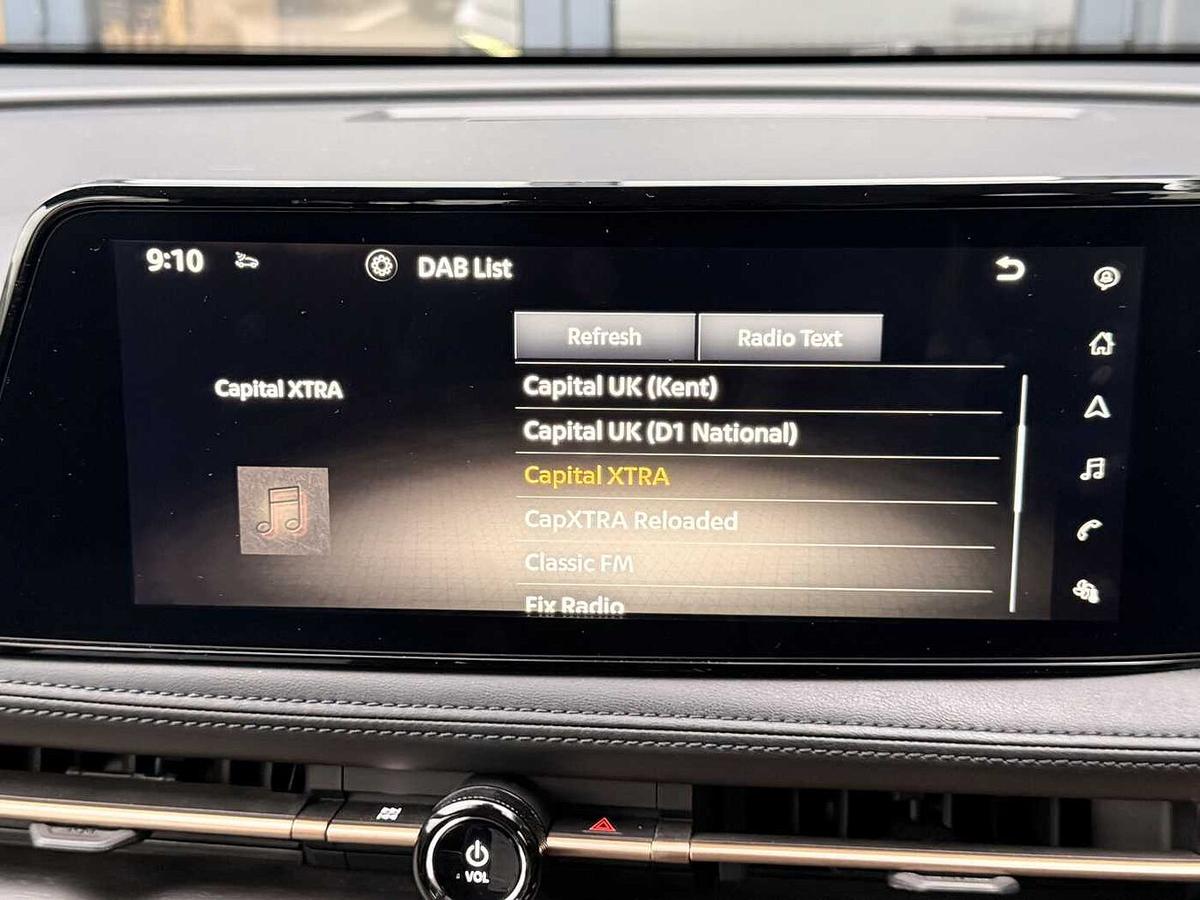 9:10
DAB List
Refresh
Radio Text
Capital XTRA
Capital UK (Kent)
Capital UK (D1 National)
Capital XTRA
CapXTRA Reloaded
Classic FM
Fix Radio
VOL